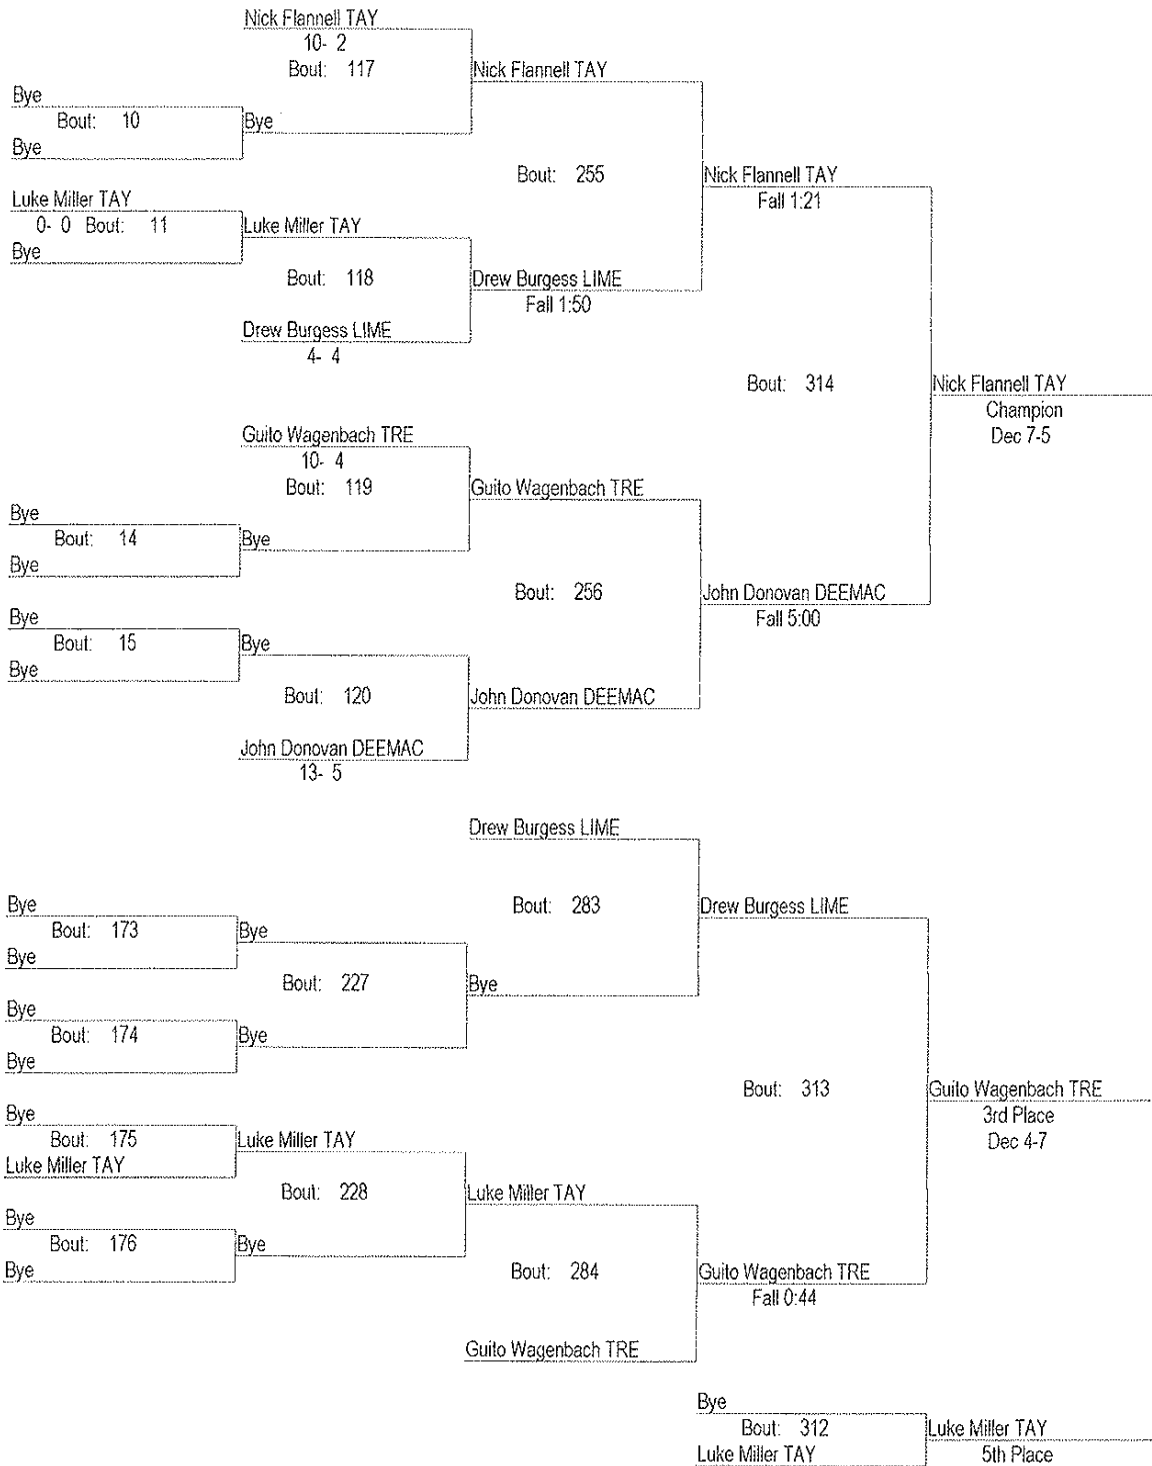 Nick Flannell TAY
10- 2
Bout: 117
Nick Flannell TAY
Bye
Bout: 10
Bye
Bye
Bout: 255
Nick Flannell TAY
Fall 1:21
Luke Miller TAY
0- 0 Bout: 11
Luke Miller TAY
Bye
Bout: 118
Drew Burgess LIME
Fall 1:50
Drew Burgess LIME
4- 4
Bout: 314
Nick Flannell TAY
Champion
Dec 7-5
Guito Wagenbach TRE
10- 4
Bout: 119
Guito Wagenbach TRE
Bye
Bout: 14
Bye
Bye
Bout: 256
John Donovan DEEMAC
Fall 5:00
Bye
Bout: 15
Bye
Bye
Bout: 120
John Donovan DEEMAC
John Donovan DEEMAC
13- 5
Drew Burgess LIME
Bout: 283
Drew Burgess LIME
Bye
Bout: 173
Bye
Bye
Bout: 227
Bye
Bye
Bout: 174
Bye
Bye
Bout: 313
Guito Wagenbach TRE
3rd Place
Dec 4-7
Bye
Bout: 175
Luke Miller TAY
Luke Miller TAY
Bout: 228
Luke Miller TAY
Bye
Bout: 176
Bye
Bye
Bout: 284
Guito Wagenbach TRE
Fall 0:44
Guito Wagenbach TRE
Bye
Bout: 312
Luke Miller TAY
Luke Miller TAY
5th Place